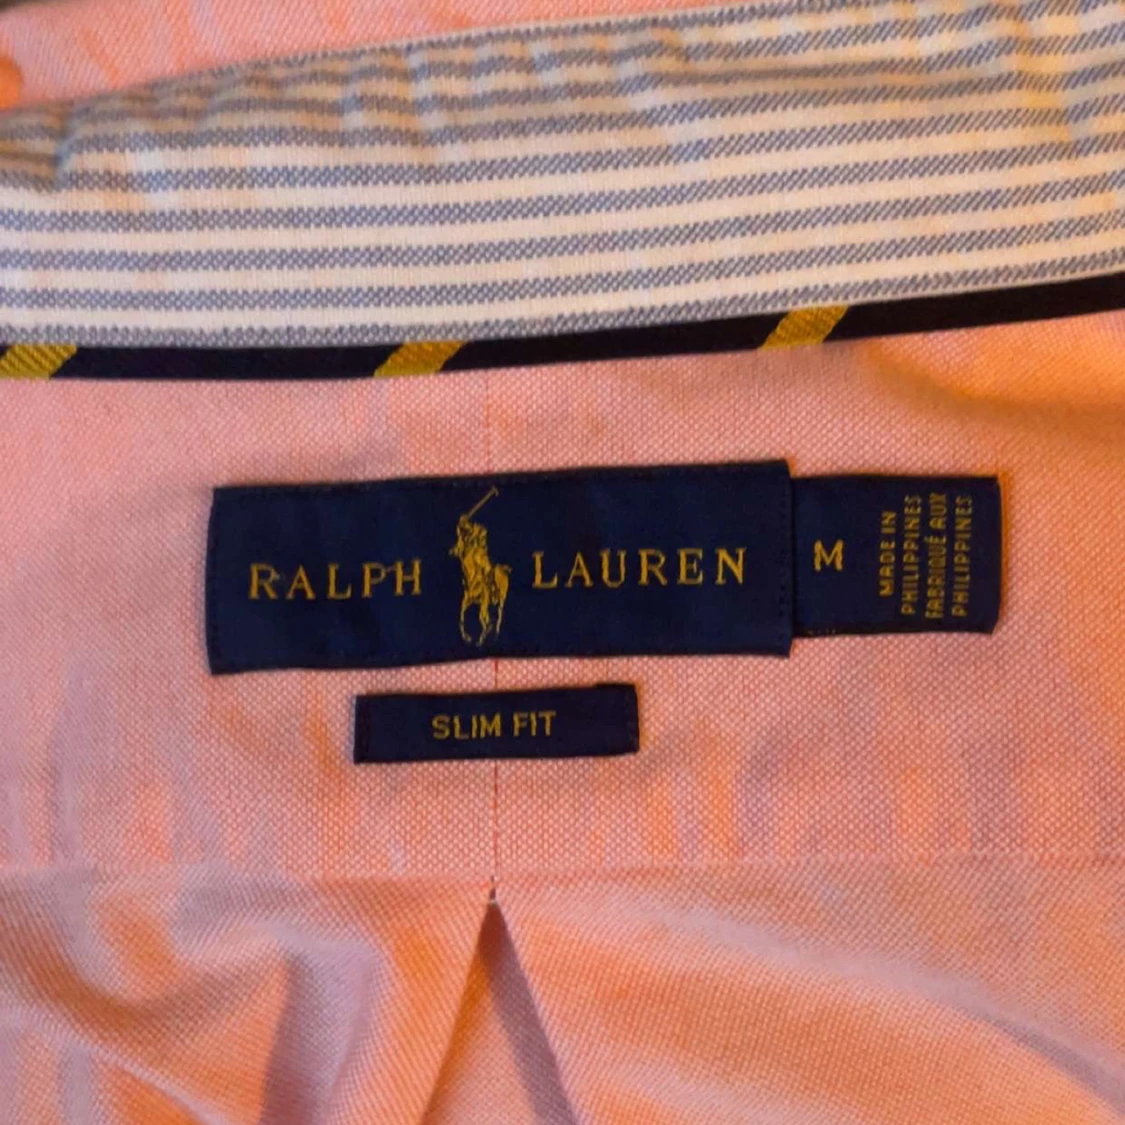 RALPH LAUREN
M
MADE IN
PHILIPPINES
FABRIQUÉ AUX
PHILIPPINES
SLIM FIT